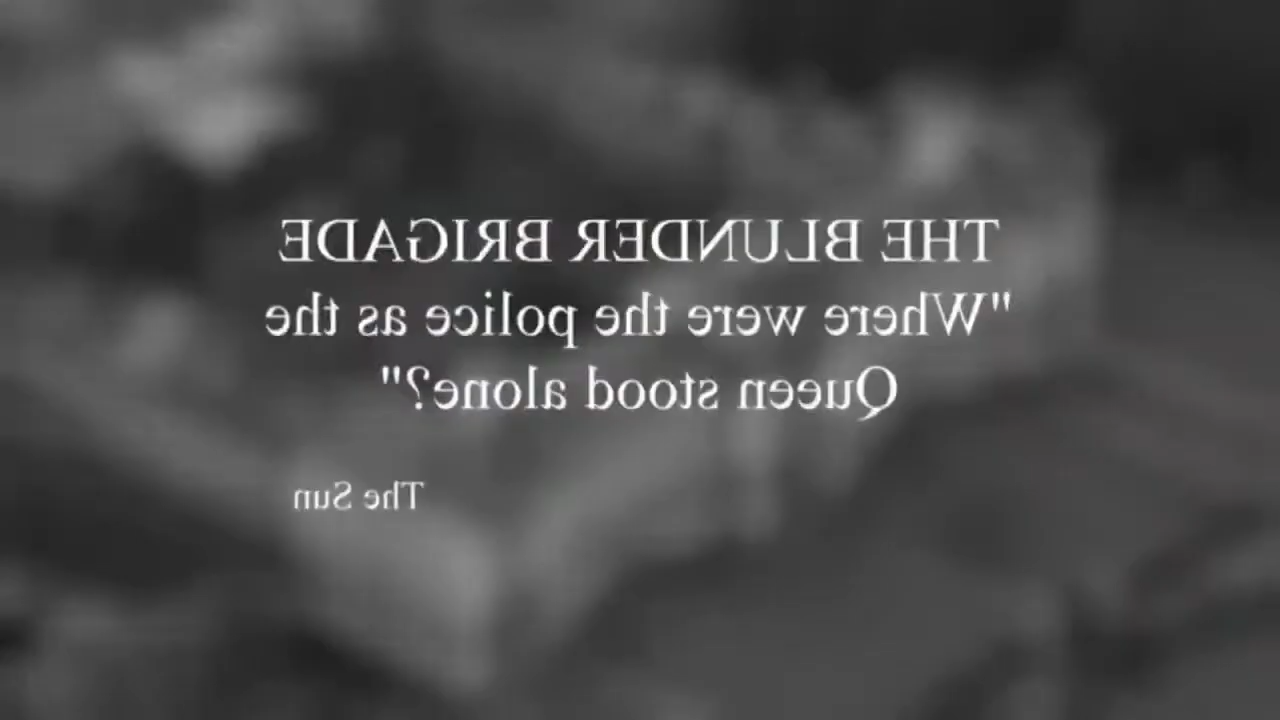 THE BLUNDER BRIGADE
"Where were the police as the
Queen stood alone?"
The Sun